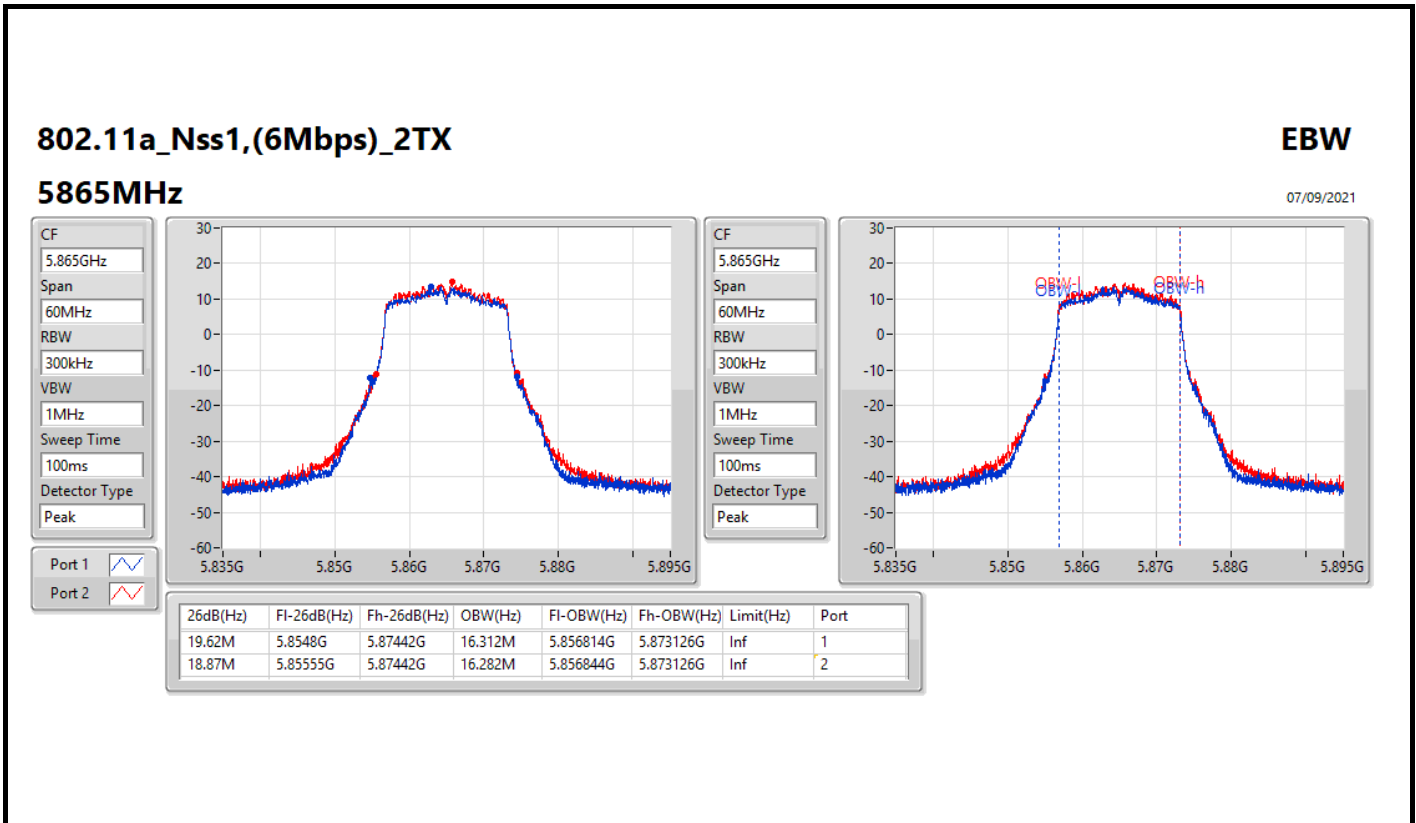 802.11a_Nss1,(6Mbps)_2TX EBW
5865MHz 07/09/2021
CF
5.865GHz
Span
60MHz
RBW
300kHz
VBW
1MHz
Sweep Time
100ms
Detector Type
Peak
Port 1
Port 2
30
20
10
0
-10
-20
-30
-40
-50
-60
5.835G 5.85G 5.86G 5.87G 5.88G 5.895G
CF
5.865GHz
Span
60MHz
RBW
300kHz
VBW
1MHz
Sweep Time
100ms
Detector Type
Peak
30
20
10
0
-10
-20
-30
-40
-50
-60
OBW-l OBW-h
OBW-l OBW-h
5.835G 5.85G 5.86G 5.87G 5.88G 5.895G
26dB(Hz) Fl-26dB(Hz) Fh-26dB(Hz) OBW(Hz) Fl-OBW(Hz) Fh-OBW(Hz) Limit(Hz) Port
19.62M 5.8548G 5.87442G 16.312M 5.856814G 5.873126G Inf 1
18.87M 5.85555G 5.87442G 16.282M 5.856844G 5.873126G Inf 2